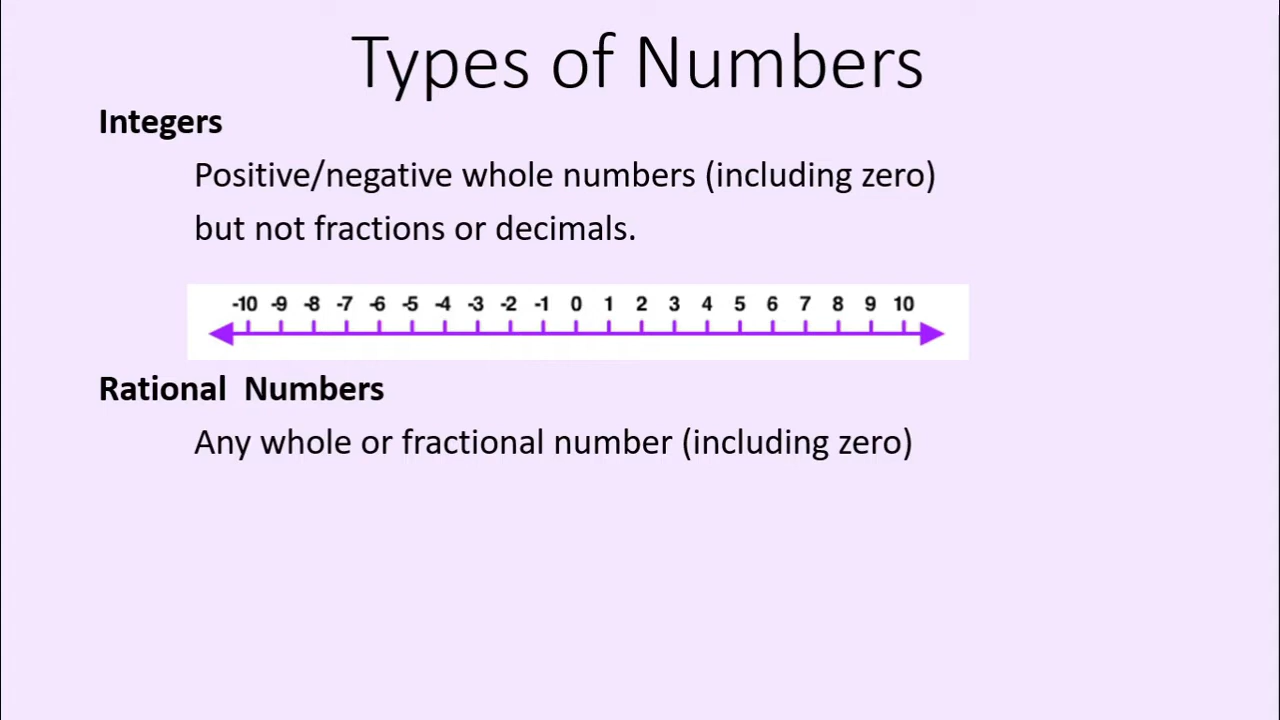 Types of Numbers
Integers
Positive/negative whole numbers (including zero)
but not fractions or decimals.
-10 -9 -8 -7 -6 -5 -4 -3 -2 -1 0 1 2 3 4 5 6 7 8 9 10
Rational Numbers
Any whole or fractional number (including zero)